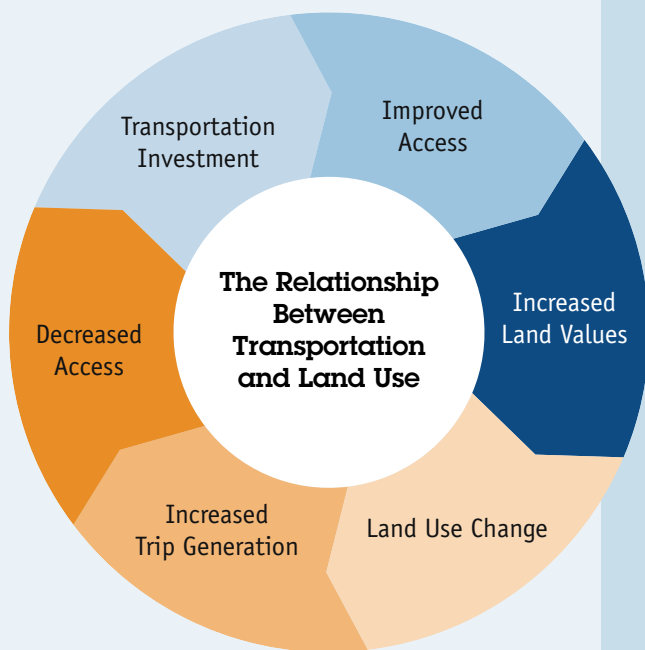 Transportation
Investment
Improved
Access
Increased
Land Values
Land Use Change
Increased
Trip Generation
Decreased
Access
The Relationship
Between
Transportation
and Land Use